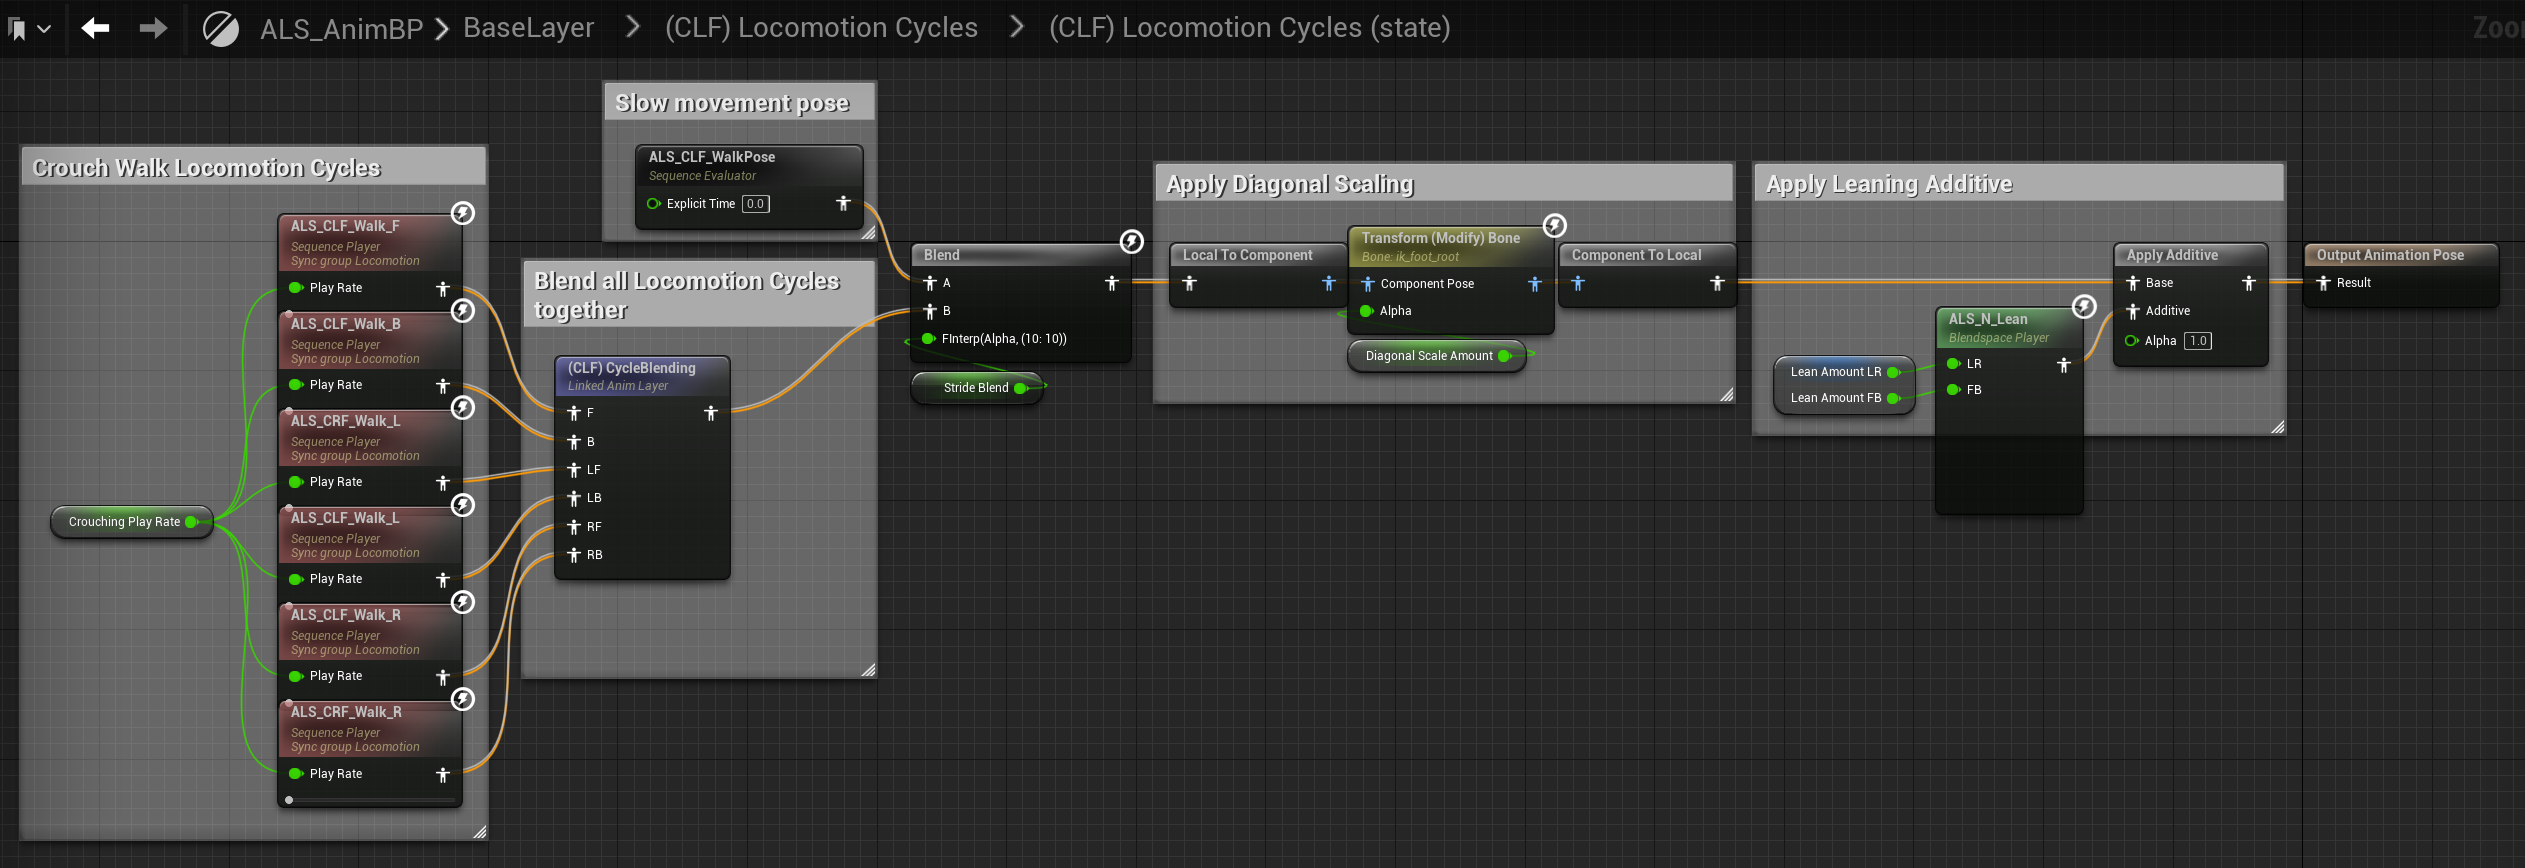 ALS_AnimBP > BaseLayer > (CLF) Locomotion Cycles > (CLF) Locomotion Cycles (state)
Crouch Walk Locomotion Cycles
Crouching Play Rate
ALS_CLF_Walk_F
Sequence Player
Sync group Locomotion
Play Rate
ALS_CLF_Walk_B
Sequence Player
Sync group Locomotion
Play Rate
ALS_CRF_Walk_L
Sequence Player
Sync group Locomotion
Play Rate
ALS_CLF_Walk_L
Sequence Player
Sync group Locomotion
Play Rate
ALS_CLF_Walk_R
Sequence Player
Sync group Locomotion
Play Rate
ALS_CRF_Walk_R
Sequence Player
Sync group Locomotion
Play Rate
Slow movement pose
ALS_CLF_WalkPose
Sequence Evaluator
Explicit Time 0.0
Blend all Locomotion Cycles
together
(CLF) CycleBlending
Linked Anim Layer
F
B
LF
LB
RF
RB
Blend
A
B
FInterp(Alpha, (10: 10))
Stride Blend
Apply Diagonal Scaling
Local To Component
Transform (Modify) Bone
Bone: ik_foot_root
Component Pose
Alpha
Diagonal Scale Amount
Component To Local
Apply Leaning Additive
Lean Amount LR
Lean Amount FB
ALS_N_Lean
Blendspace Player
LR
FB
Apply Additive
Base
Additive
Alpha 1.0
Output Animation Pose
Result